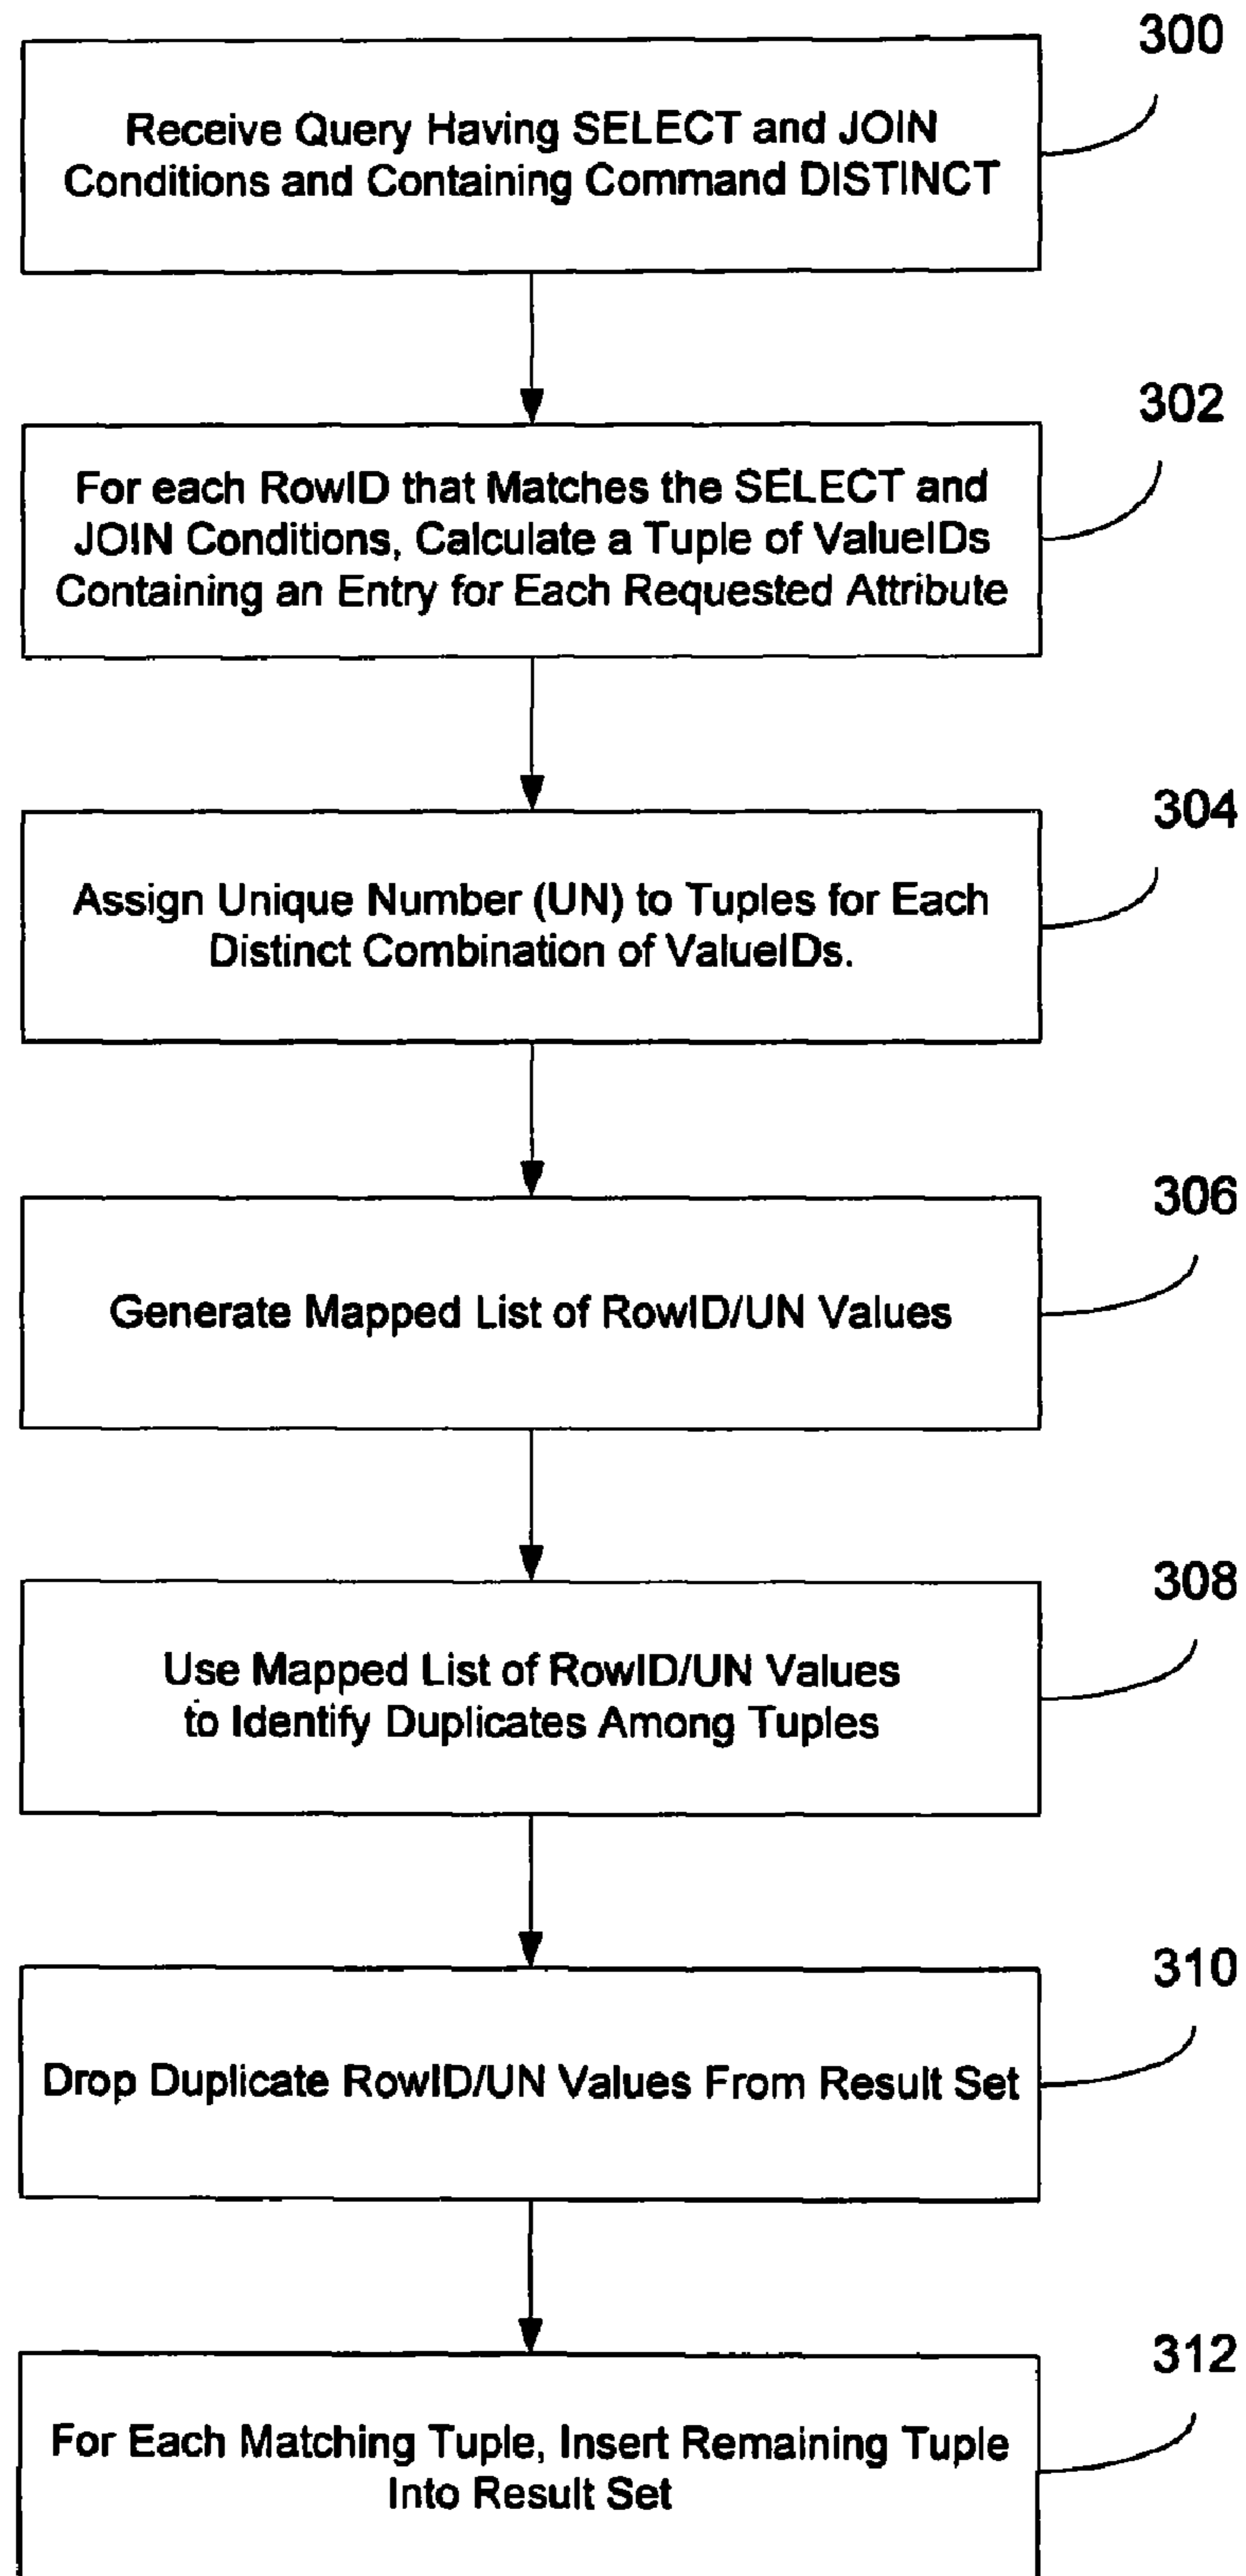 300
Receive Query Having SELECT and JOIN
Conditions and Containing Command DISTINCT
302
For each RowID that Matches the SELECT and
JOIN Conditions, Calculate a Tuple of ValueIDs
Containing an Entry for Each Requested Attribute
304
Assign Unique Number (UN) to Tuples for Each
Distinct Combination of ValueIDs.
306
Generate Mapped List of RowID/UN Values
308
Use Mapped List of RowID/UN Values
to Identify Duplicates Among Tuples
310
Drop Duplicate RowID/UN Values From Result Set
312
For Each Matching Tuple, Insert Remaining Tuple
Into Result Set